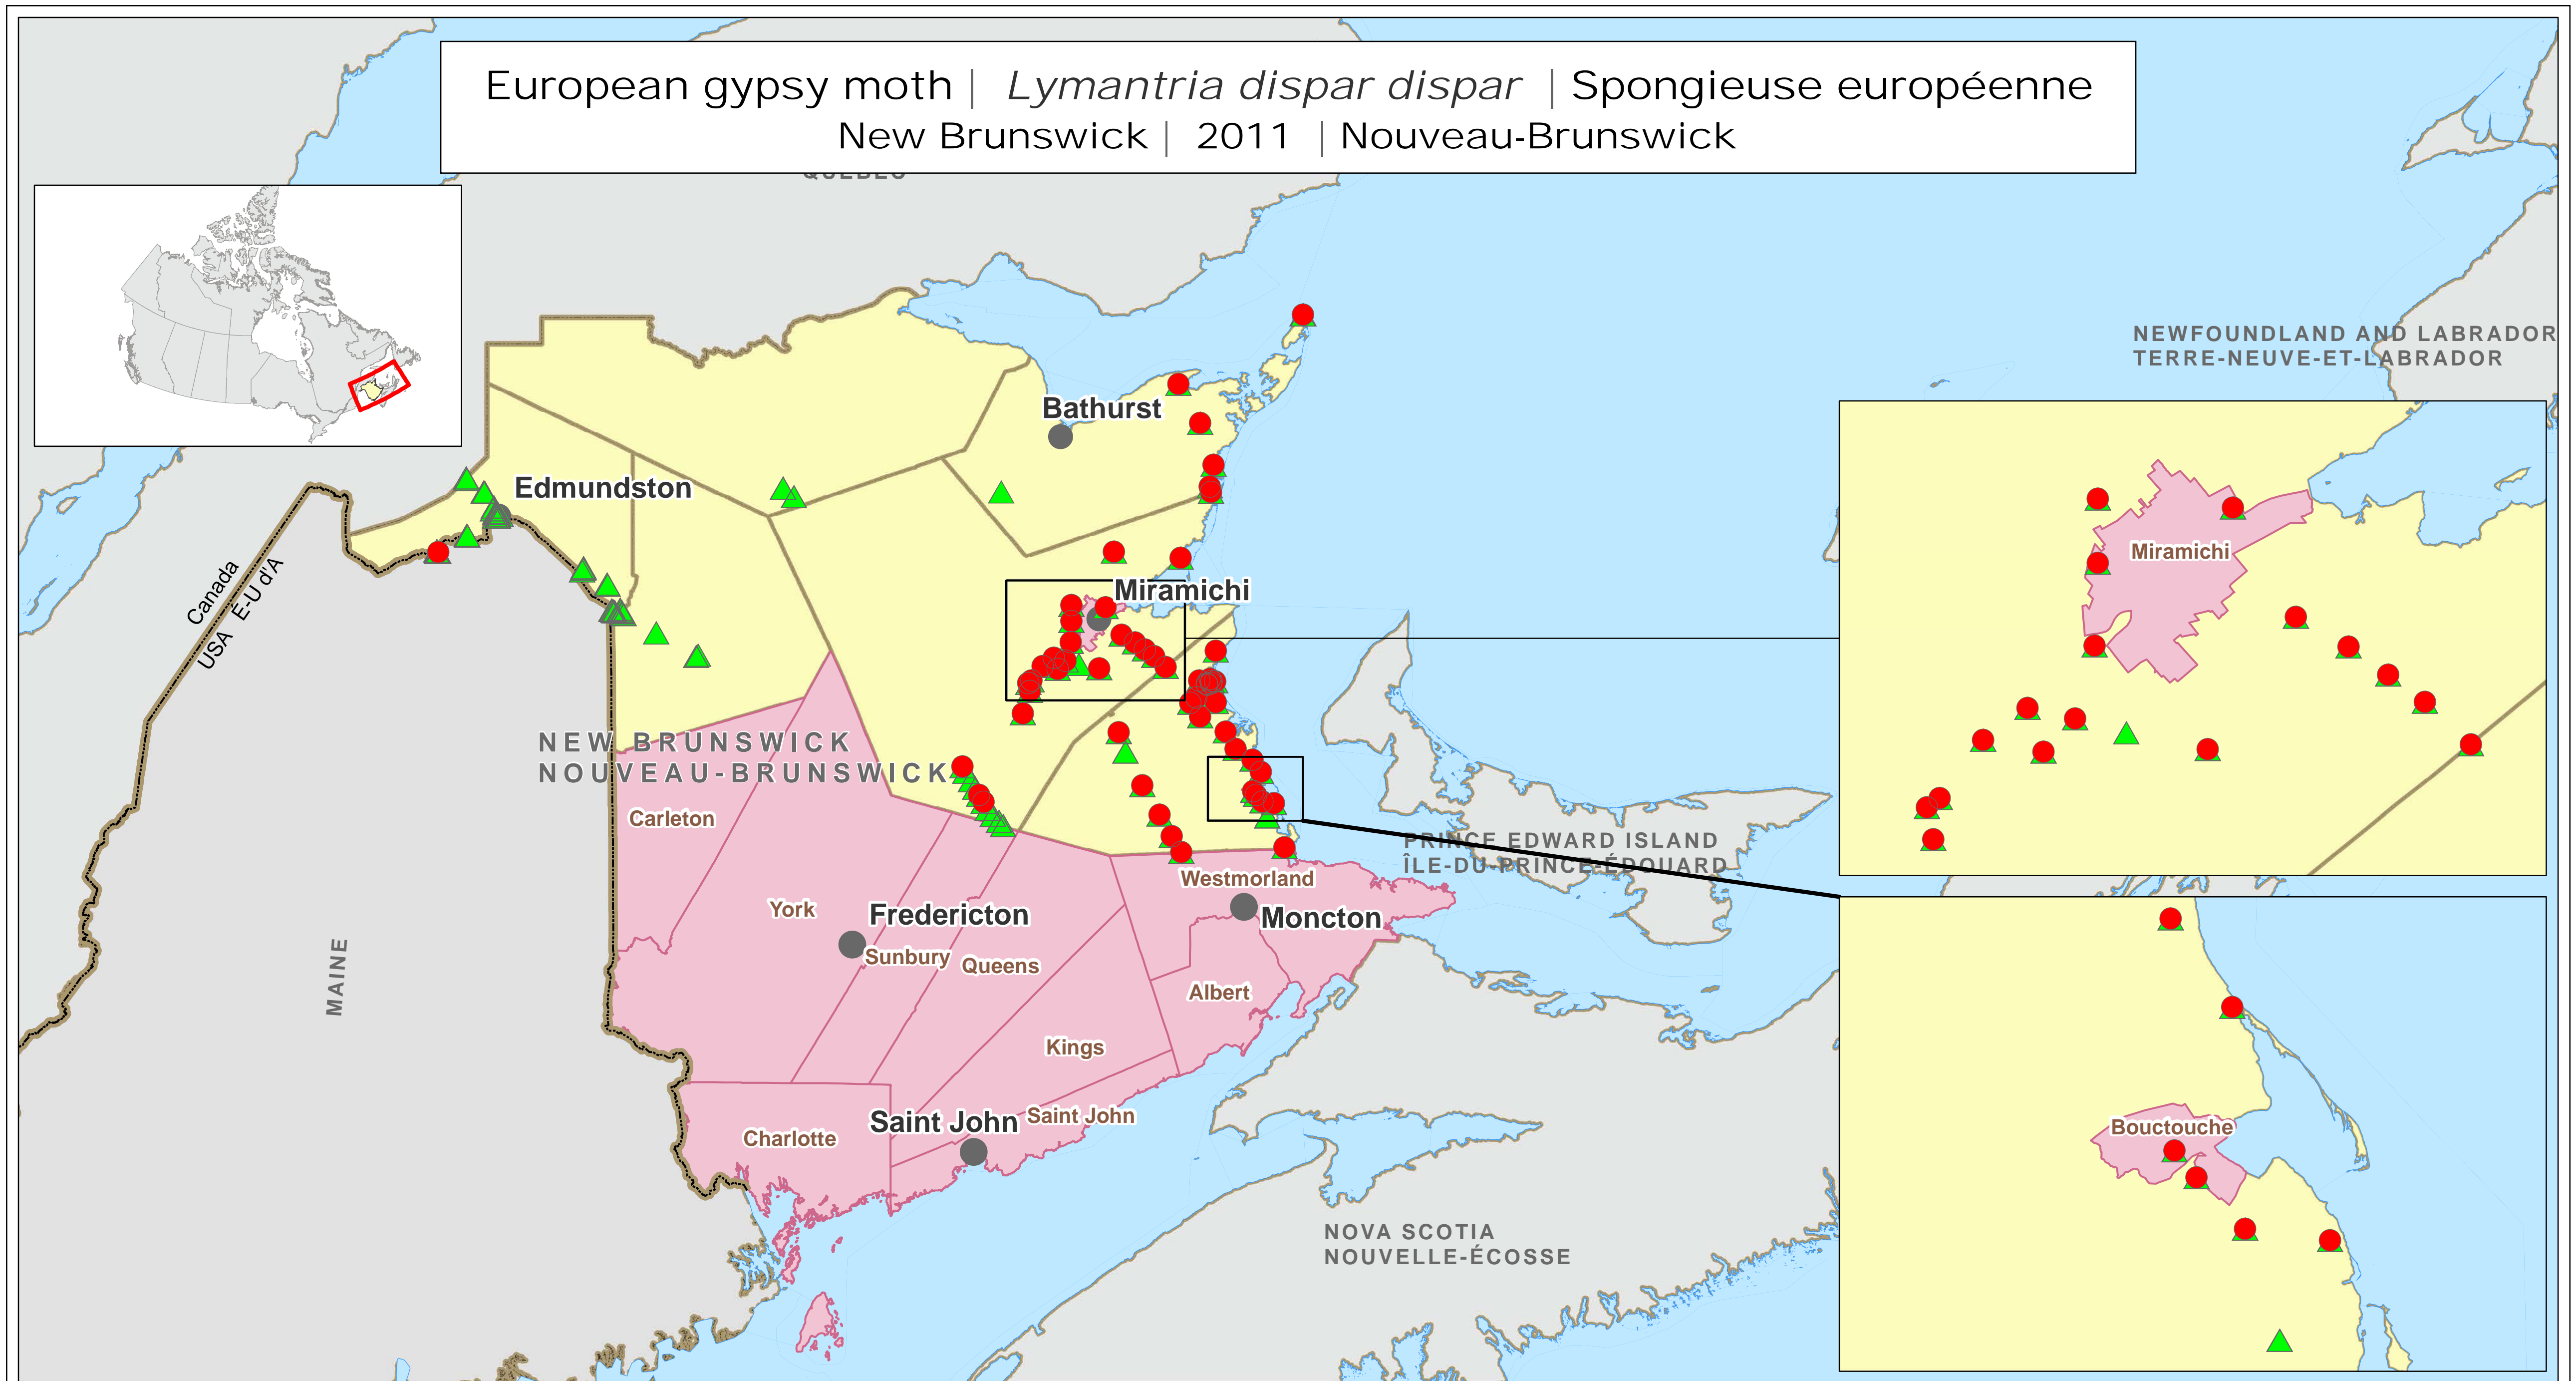 European gypsy moth | Lymantria dispar dispar | Spongieuse européenne
New Brunswick | 2011 | Nouveau-Brunswick
QUÉBEC
NEWFOUNDLAND AND LABRADOR
TERRE-NEUVE-ET-LABRADOR
Bathurst
Edmundston
Canada
USA É-U d'A
Miramichi
Miramichi
NEW BRUNSWICK
NOUVEAU-BRUNSWICK
Carleton
PRINCE EDWARD ISLAND
ÎLE-DU-PRINCE-ÉDOUARD
Westmorland
York
Fredericton
Moncton
Sunbury
Queens
MAINE
Albert
Kings
Saint John
Saint John
Charlotte
Bouctouche
NOVA SCOTIA
NOUVELLE-ÉCOSSE